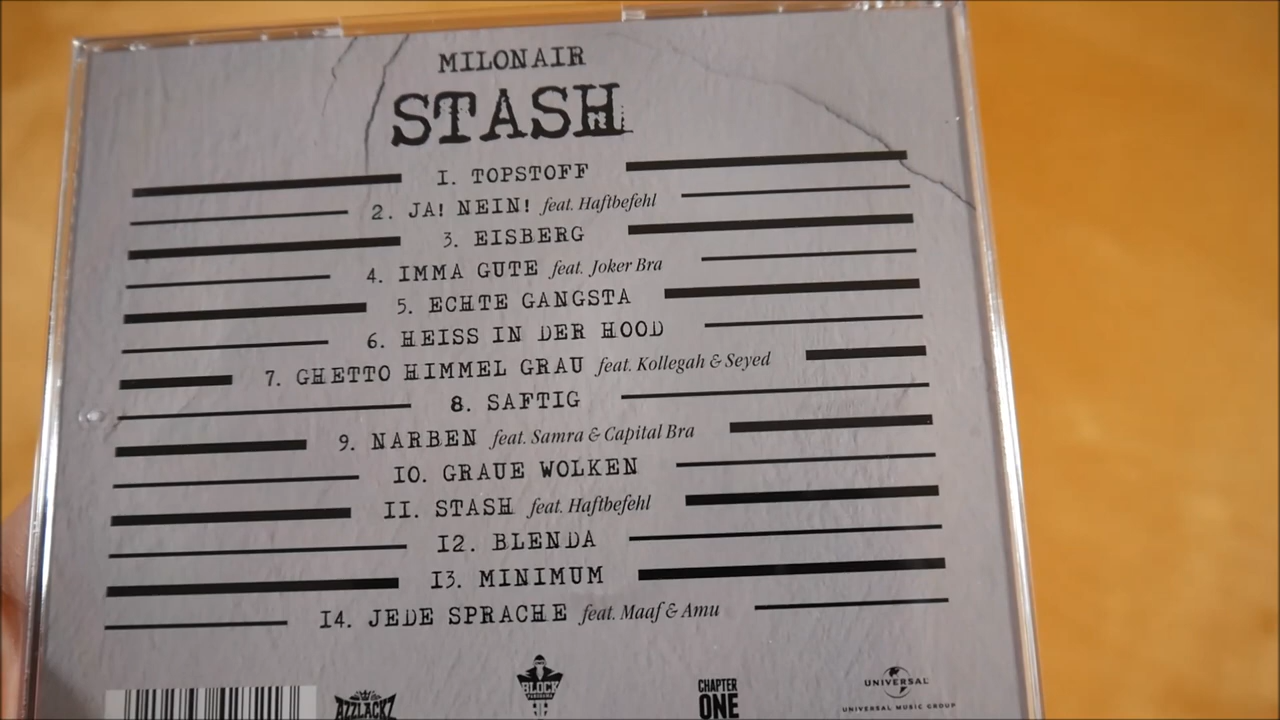 MILONAIR
STASH
1. TOPSTOFF
2. JA! NEIN! feat. Haftbefehl
3. EISBERG
4. IMMA GUTE feat. Joker Bra
5. ECHTE GANGSTA
6. HEISS IN DER HOOD
7. GHETTO HIMMEL GRAU feat. Kollegah & Seyed
8. SAFTIG
9. NARBEN feat. Samra & Capital Bra
10. GRAUE WOLKEN
11. STASH feat. Haftbefehl
12. BLENDA
13. MINIMUM
14. JEDE SPRACHE feat. Maaf & Amu
AZZLACKZ
BLOCK
PANORAMA
CHAPTER
ONE
UNIVERSAL
UNIVERSAL MUSIC GROUP